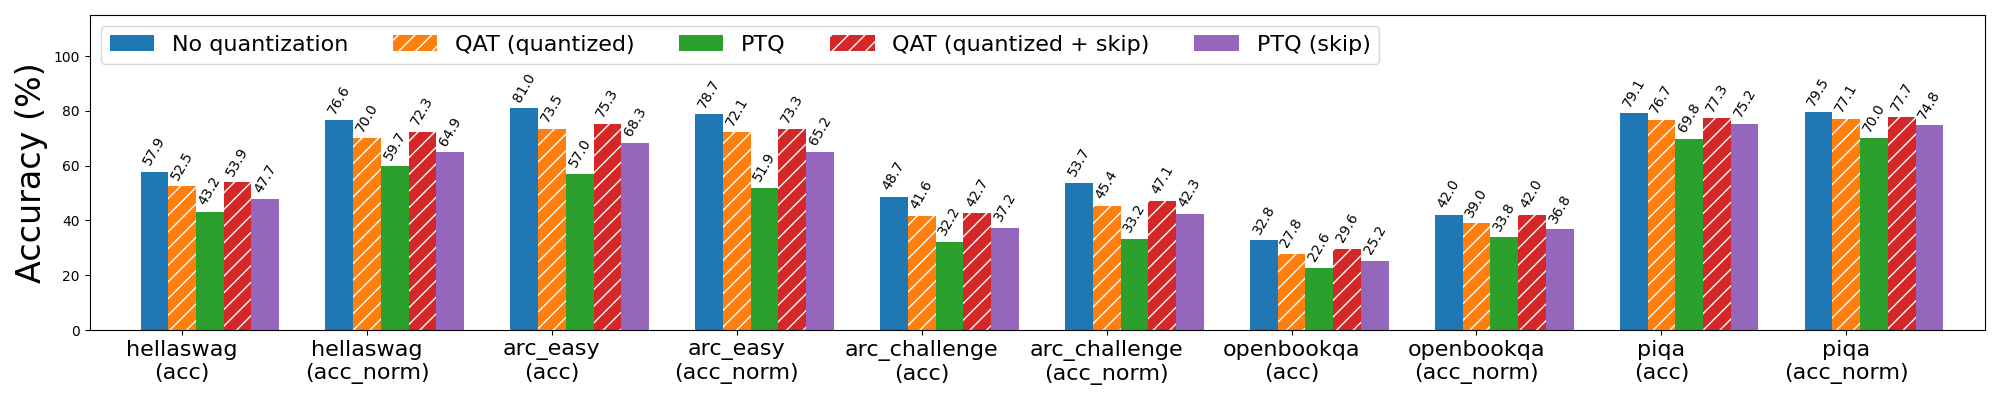 No quantization QAT (quantized) PTQ QAT (quantized + skip) PTQ (skip)
Accuracy (%)
100
80
60
40
20
0
57.9 52.5 43.2 53.9 47.7
76.6 70.0 59.7 72.3 64.9
81.0 73.5 57.0 75.3 68.3
78.7 72.1 51.9 73.3 65.2
48.7 41.6 32.2 42.7 37.2
53.7 45.4 33.2 47.1 42.3
32.8 27.8 22.6 29.6 25.2
42.0 39.0 33.8 42.0 36.8
79.1 76.7 69.8 77.3 75.2
79.5 77.1 70.0 77.7 74.8
hellaswag
(acc)
hellaswag
(acc_norm)
arc_easy
(acc)
arc_easy
(acc_norm)
arc_challenge
(acc)
arc_challenge
(acc_norm)
openbookqa
(acc)
openbookqa
(acc_norm)
piqa
(acc)
piqa
(acc_norm)